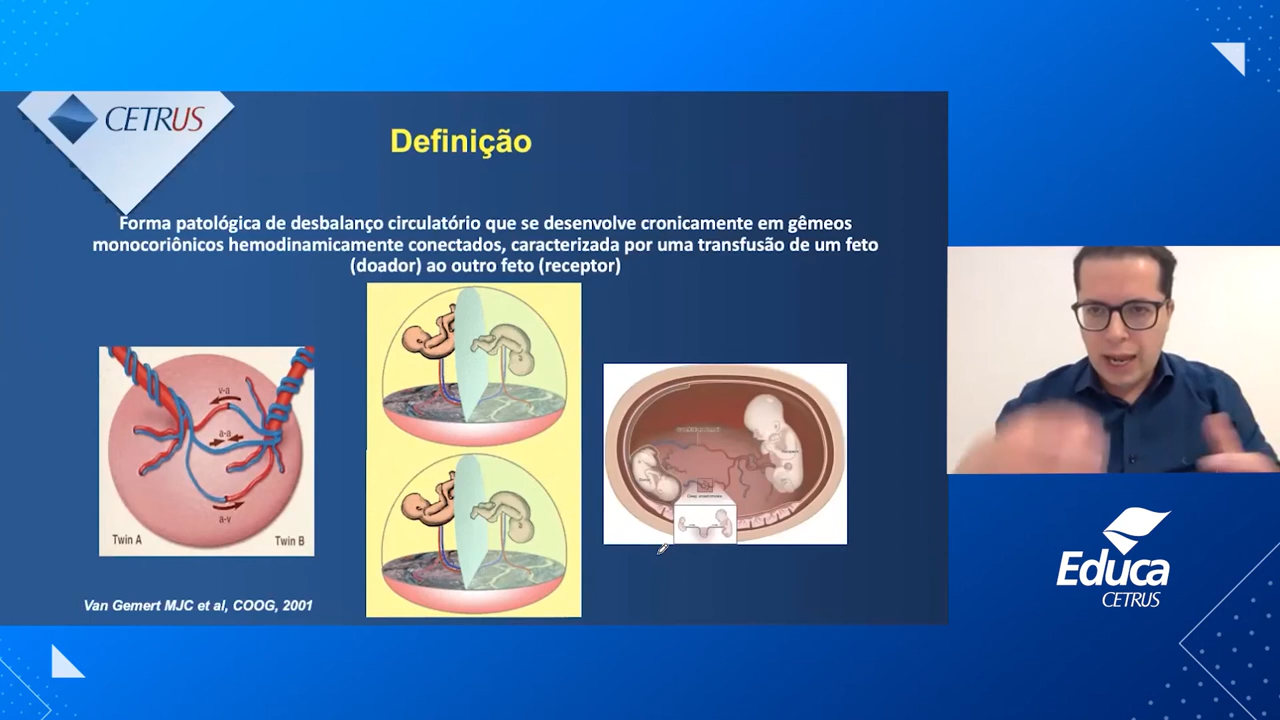 CETRUS
Definição
Forma patológica de desbalanço circulatório que se desenvolve cronicamente em gêmeos
monocoriônicos hemodinamicamente conectados, caracterizada por uma transfusão de um feto
(doador) ao outro feto (receptor)
v-a
a-a
a-v
Twin A
Twin B
Van Gemert MJC et al, COOG, 2001
Educa
CETRUS